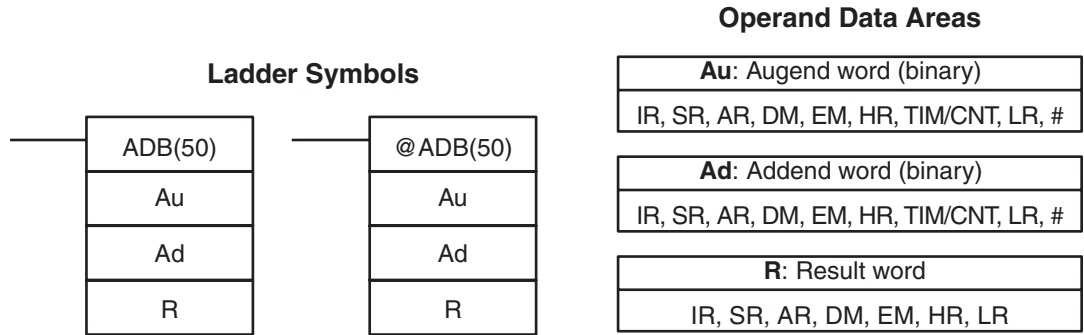 Operand Data Areas
Ladder Symbols
Au: Augend word (binary)
IR, SR, AR, DM, EM, HR, TIM/CNT, LR, #
ADB(50)
Au
Ad
R
@ADB(50)
Au
Ad
R
Ad: Addend word (binary)
IR, SR, AR, DM, EM, HR, TIM/CNT, LR, #
R: Result word
IR, SR, AR, DM, EM, HR, LR